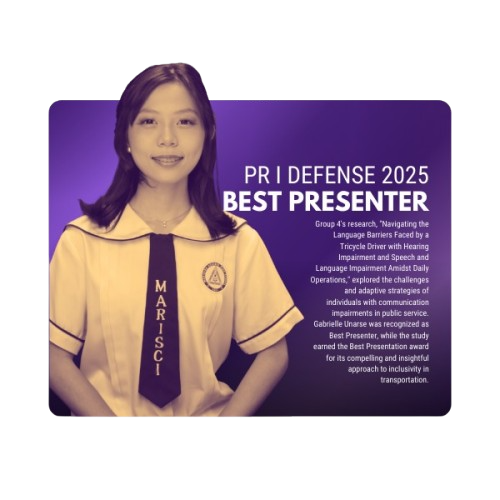 PR I DEFENSE 2025
BEST PRESENTER
Group 4's research, "Navigating the
Language Barriers Faced by a
Tricycle Driver with Hearing
Impairment and Speech and
Language Impairment Amidst Daily
Operations," explored the challenges
and adaptive strategies of
individuals with communication
impairments in public service.
Gabrielle Unarse was recognized as
Best Presenter, while the study
earned the Best Presentation award
for its compelling and insightful
approach to inclusivity in
transportation.
MARISCI